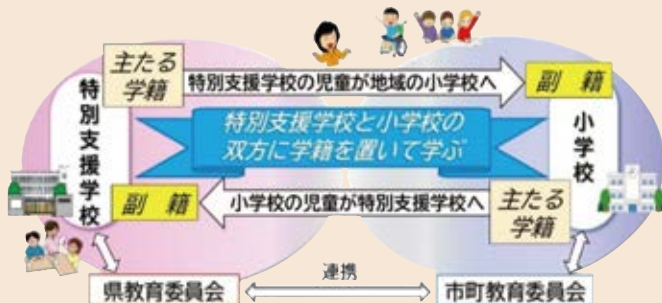 主たる
学籍
特別支援学校の児童が地域の小学校へ
副 籍
特別支援学校
特別支援学校と小学校の
双方に学籍を置いて学ぶ
小学校
副 籍
小学校の児童が特別支援学校へ
主たる
学籍
県教育委員会
連携
市町教育委員会